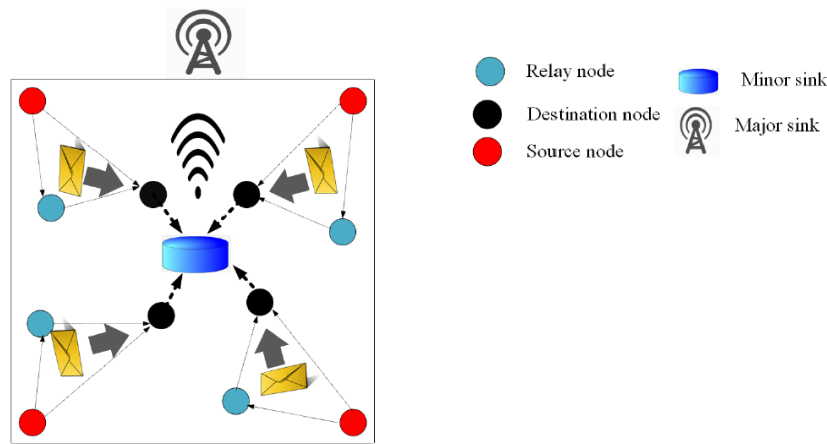 Relay node
Minor sink
Destination node
Major sink
Source node